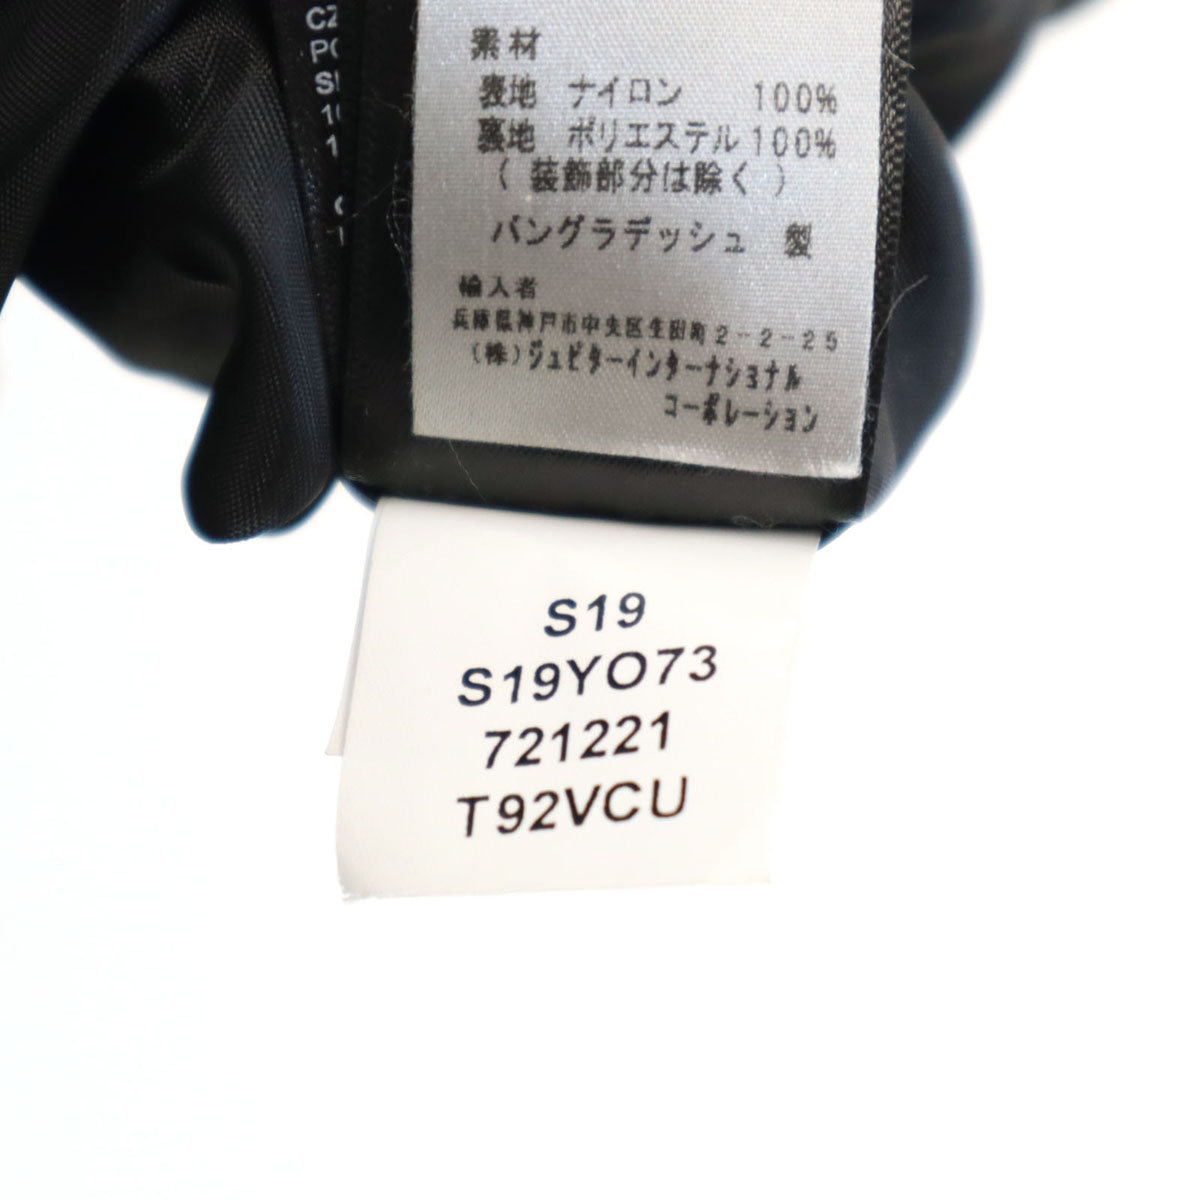 素材
表地 ナイロン 100%
裏地 ポリエステル 100%
( 装飾部分は除く )
バングラデッシュ 製
輸入者
兵庫県神戸市中央区生田町2-2-25
(株)ジュピターインターナショナル
コーポレーション
S19
S19YO73
721221
T92VCU